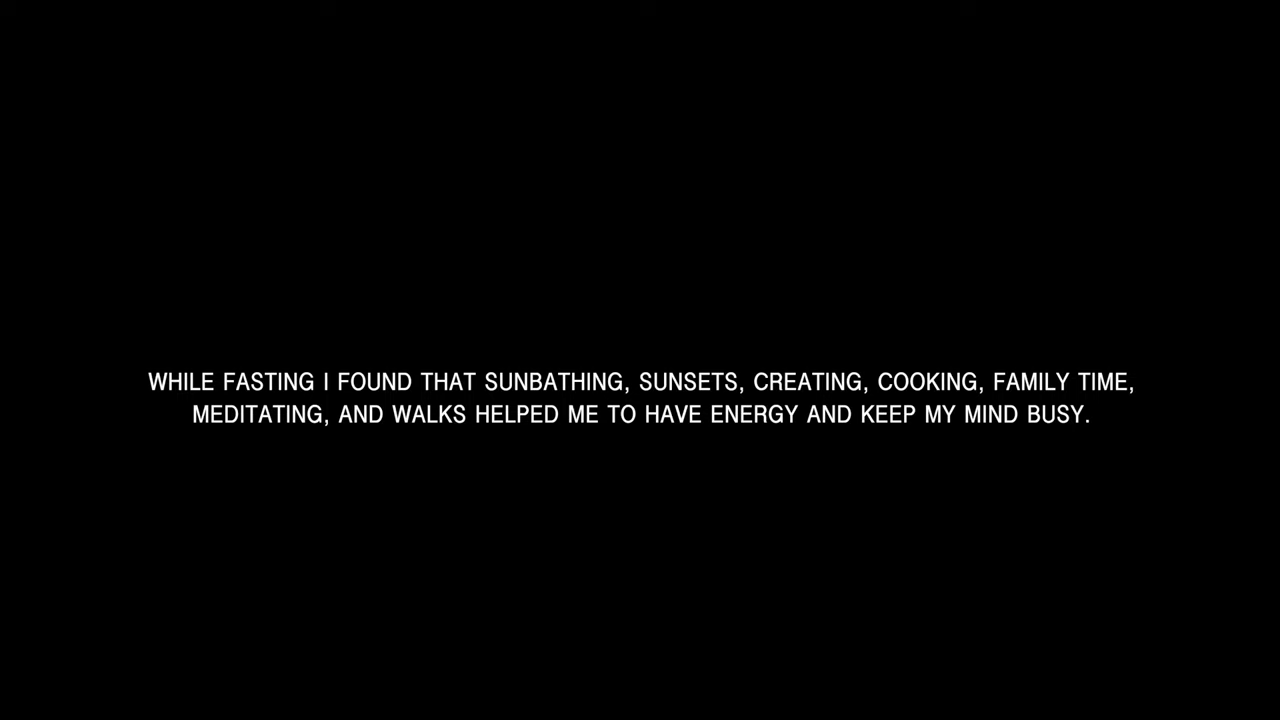 WHILE FASTING I FOUND THAT SUNBATHING, SUNSETS, CREATING, COOKING, FAMILY TIME,
MEDITATING, AND WALKS HELPED ME TO HAVE ENERGY AND KEEP MY MIND BUSY.